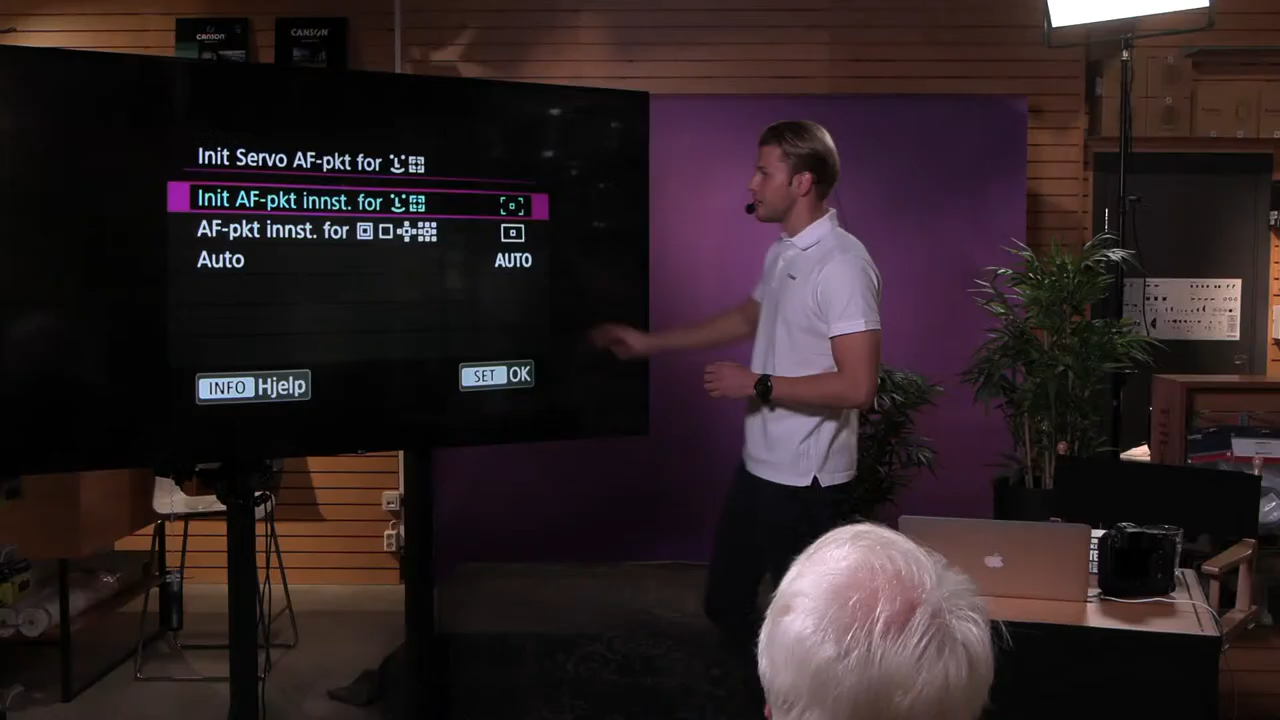 CANSON
CANSON
Init Servo AF-pkt for
Init AF-pkt innst. for
AF-pkt innst. for
Auto AUTO
INFO Hjelp
SET OK